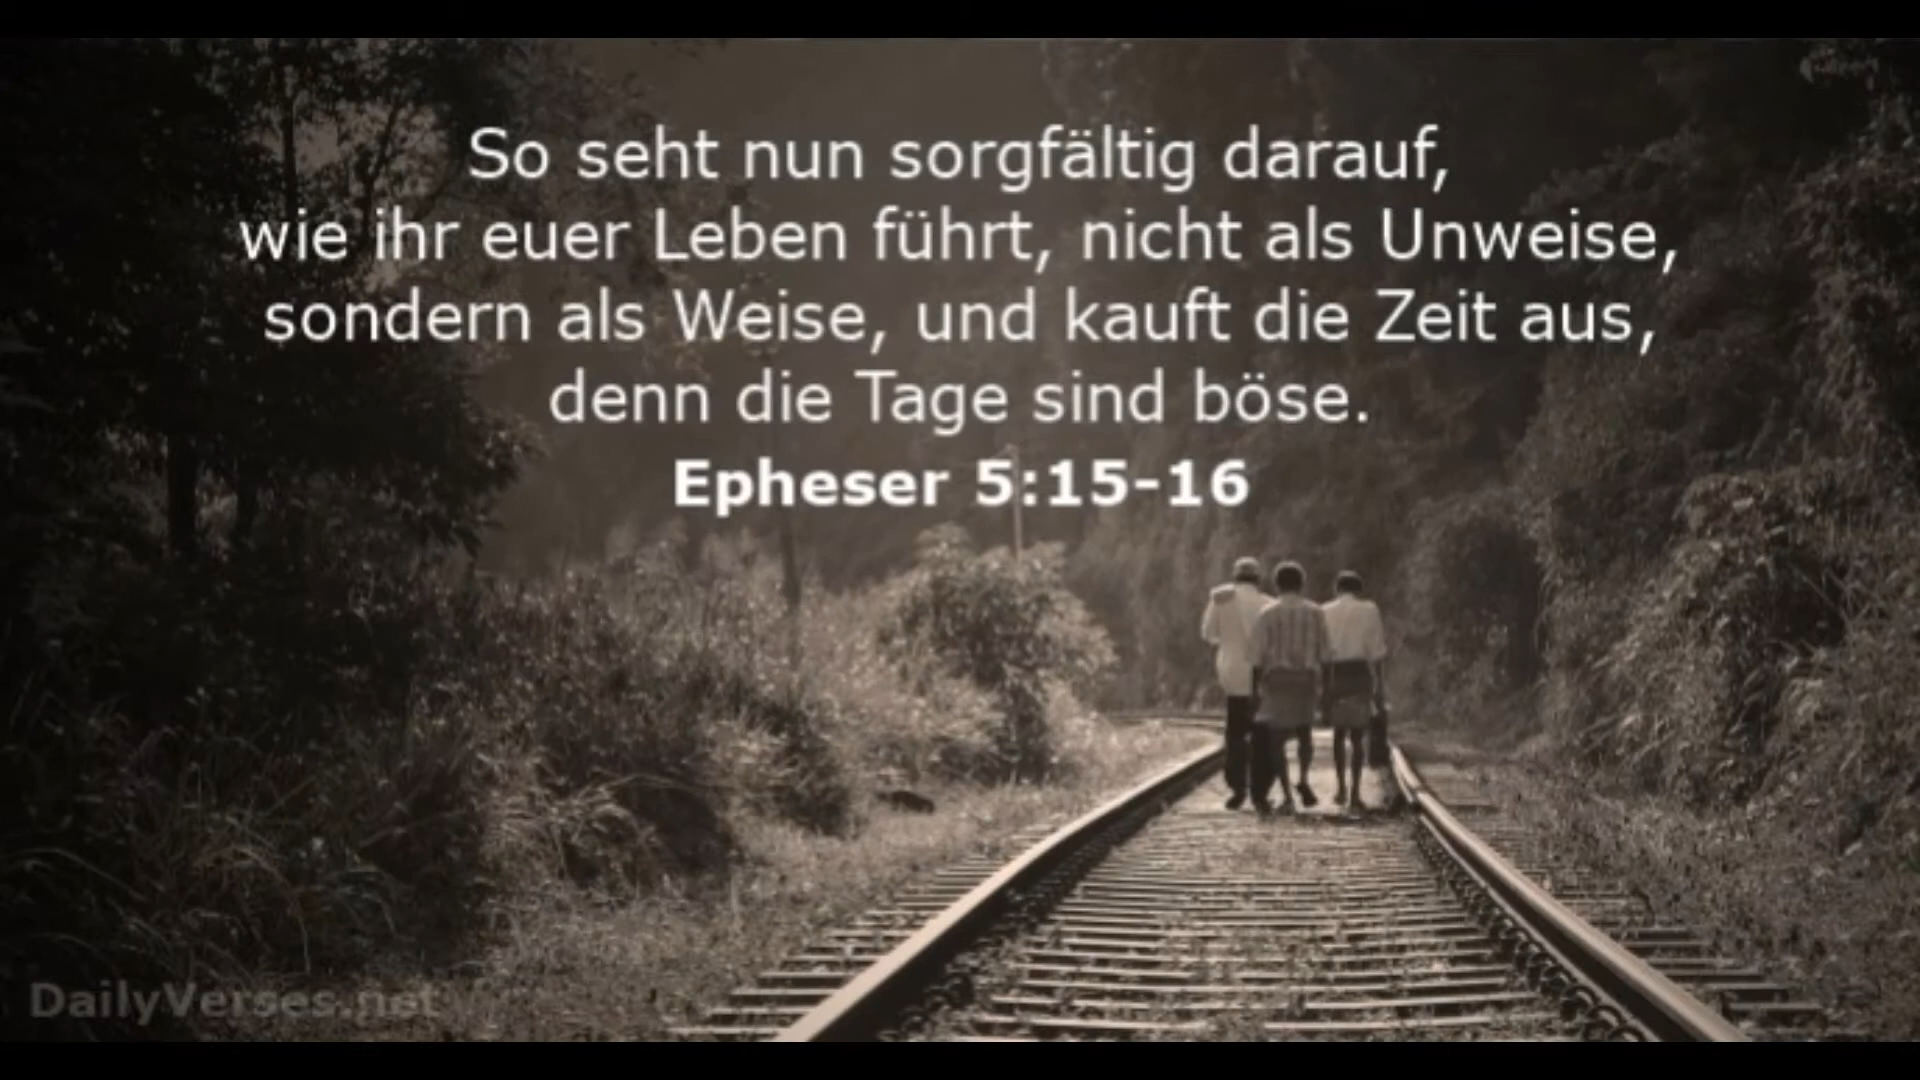 So seht nun sorgfältig darauf,
wie ihr euer Leben führt, nicht als Unweise,
sondern als Weise, und kauft die Zeit aus,
denn die Tage sind böse.
Epheser 5:15-16
DailyVerses.net